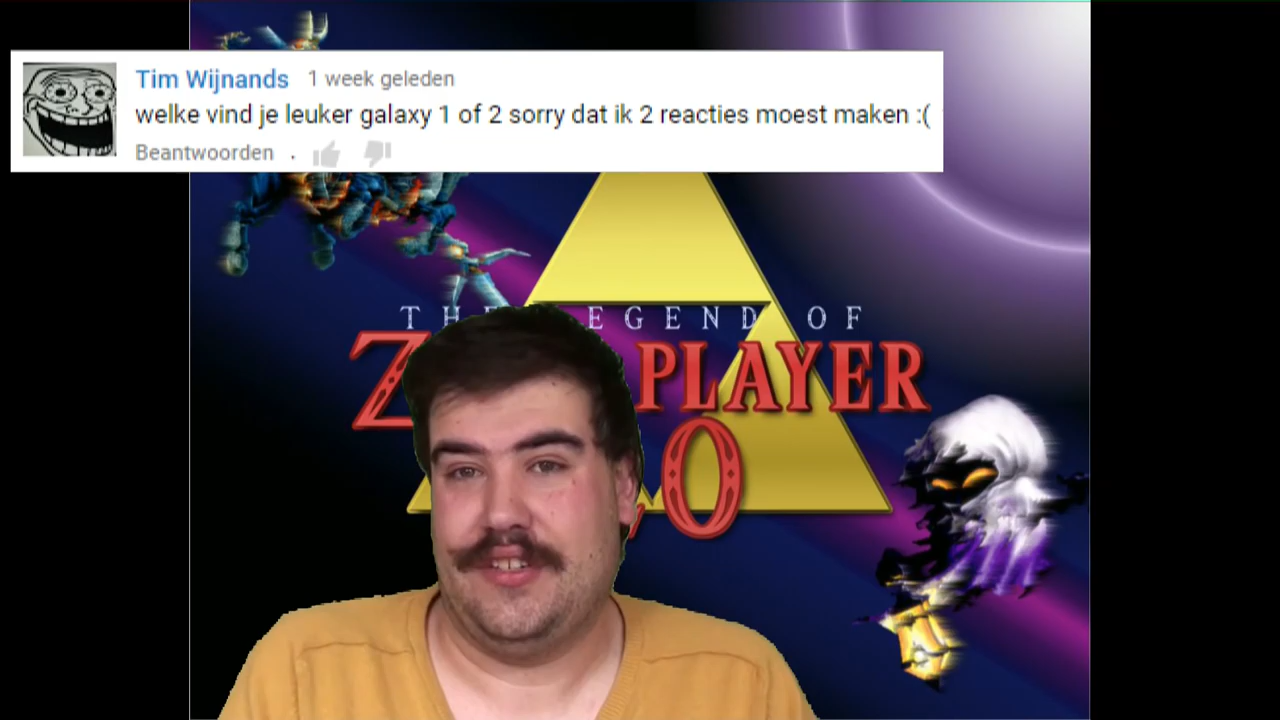 Tim Wijnands 1 week geleden
welke vind je leuker galaxy 1 of 2 sorry dat ik 2 reacties moest maken :(
Beantwoorden .
THE LEGEND OF
Z PLAYER
0